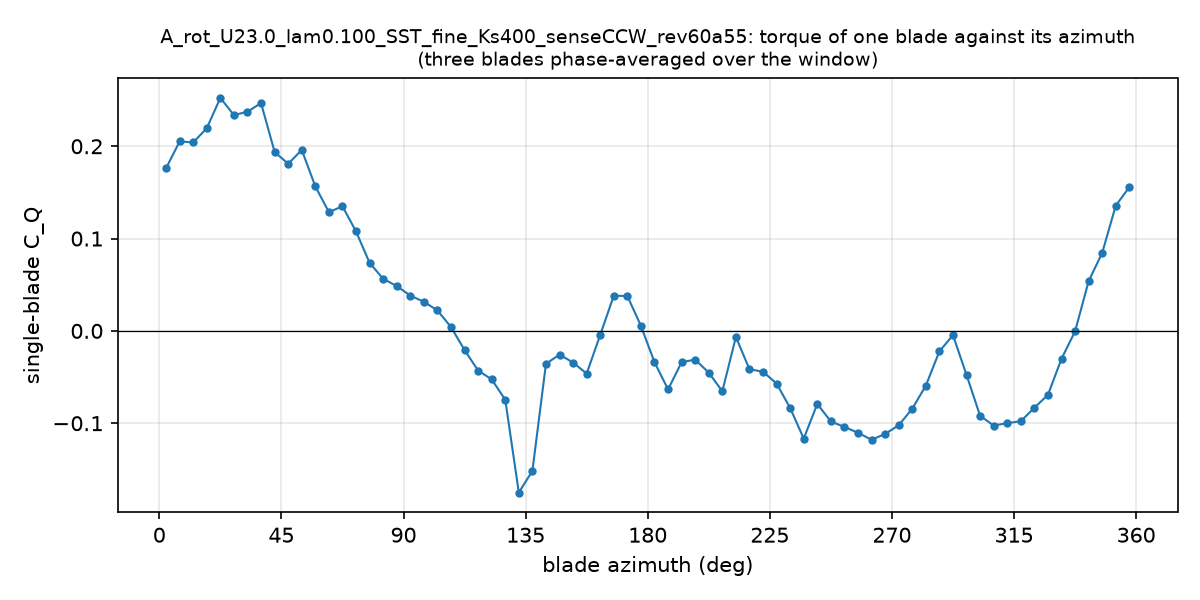 A_rot_U23.0_lam0.100_SST_fine_Ks400_senseCCW_rev60a55: torque of one blade against its azimuth
(three blades phase-averaged over the window)
single-blade C_Q
0.2
0.1
0.0
−0.1
0 45 90 135 180 225 270 315 360
blade azimuth (deg)